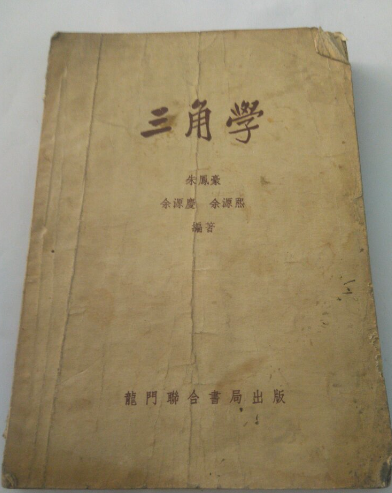 三角學
朱鳳豪
余源慶 余源熙
編著
龍門聯合書局出版